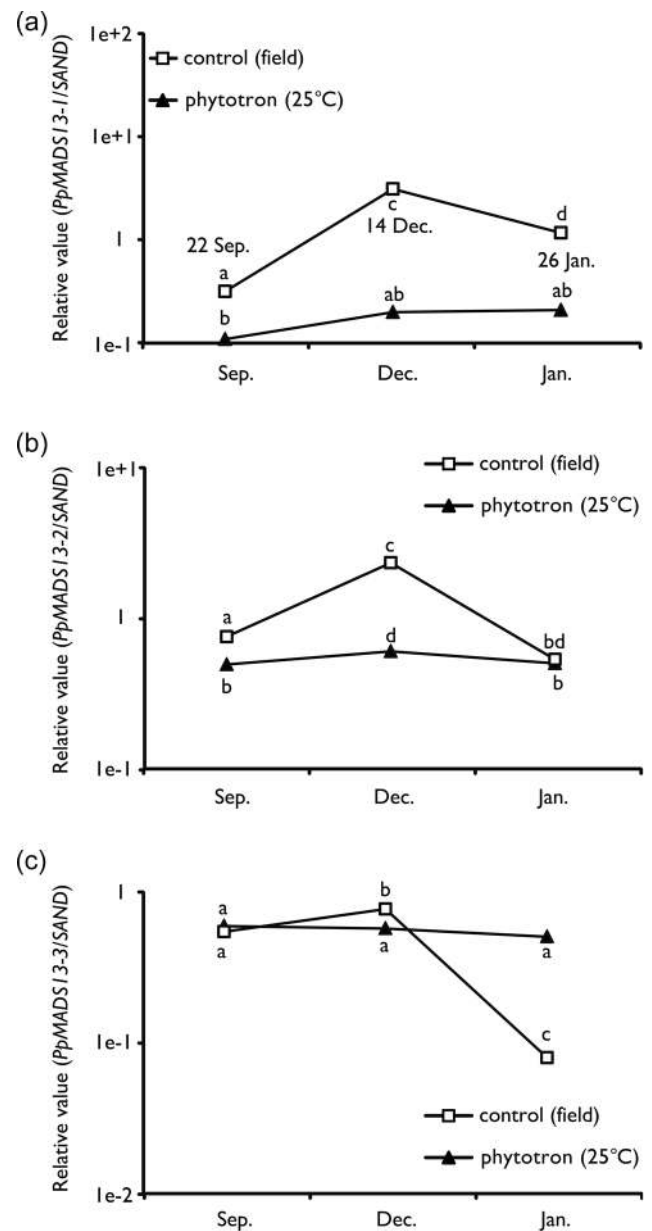 (a)
1e+2
control (field)
phytotron (25°C)
1e+1
Relative value (PpMADS13-1/SAND)
c
d
14 Dec.
22 Sep.
1
26 Jan.
a
ab
ab
b
1e-1
Sep. Dec. Jan.
(b)
1e+1
control (field)
phytotron (25°C)
Relative value (PpMADS13-2/SAND)
c
a
1
d
bd
b
b
1e-1
Sep. Dec. Jan.
(c)
1
b
a
a
a
a
Relative value (PpMADS13-3/SAND)
1e-1
c
control (field)
phytotron (25°C)
1e-2
Sep. Dec. Jan.